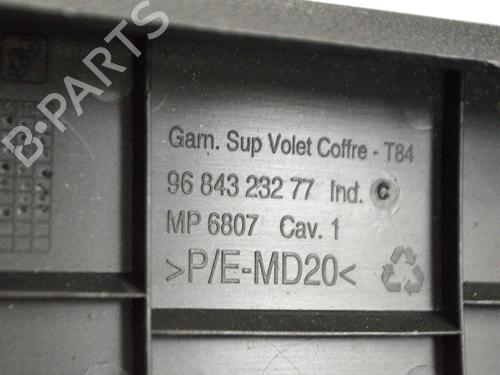 B-PARTS
Garn. Sup Volet Coffre - T84
96 843 232 77 Ind. C
MP 6807 Cav. 1
>P/E-MD20<